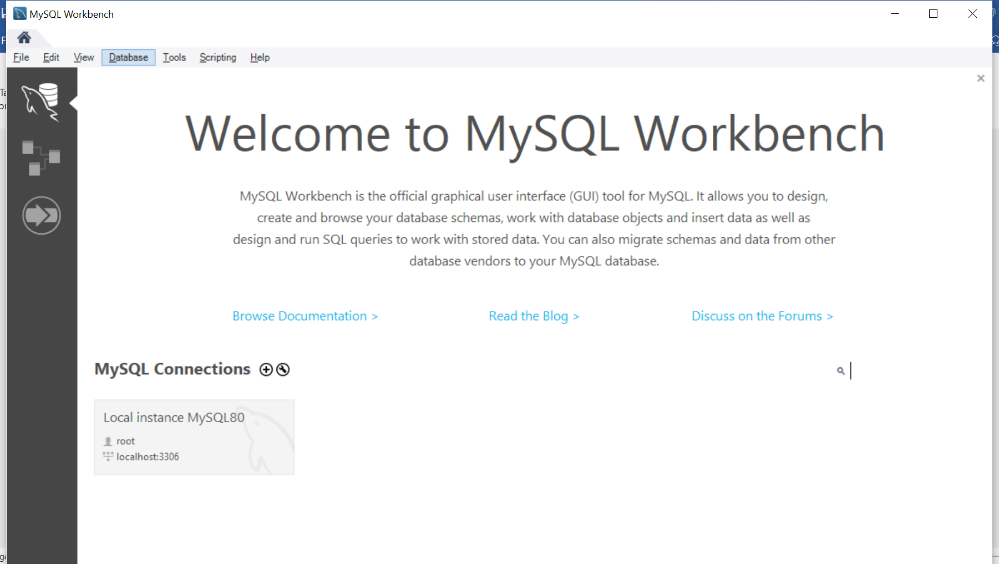 MySQL Workbench
File Edit View Database Tools Scripting Help
Welcome to MySQL Workbench
MySQL Workbench is the official graphical user interface (GUI) tool for MySQL. It allows you to design,
create and browse your database schemas, work with database objects and insert data as well as
design and run SQL queries to work with stored data. You can also migrate schemas and data from other
database vendors to your MySQL database.
Browse Documentation > Read the Blog > Discuss on the Forums >
MySQL Connections
Local instance MySQL80
root
localhost:3306